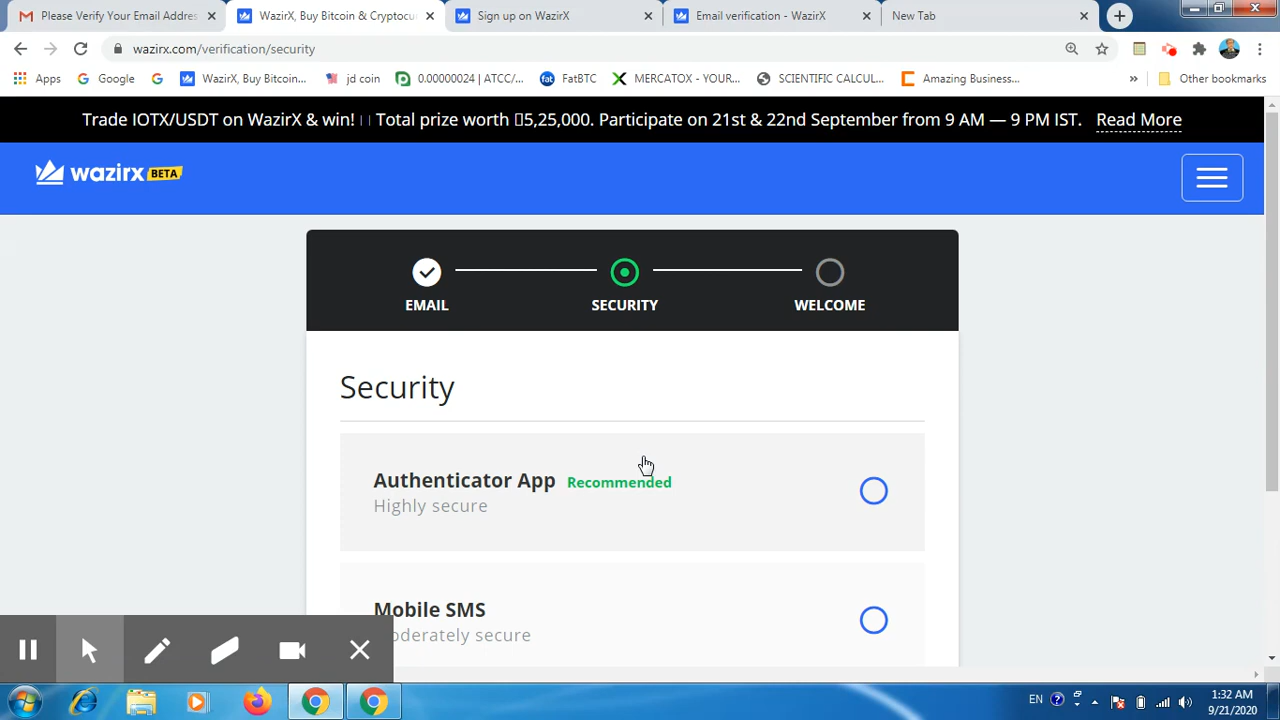 Please Verify Your Email Addres
WazirX, Buy Bitcoin & Cryptocu
Sign up on WazirX
Email verification - WazirX
New Tab
wazirx.com/verification/security
Apps
Google
WazirX, Buy Bitcoin...
jd coin
0.00000024 | ATCC/...
FatBTC
MERCATOX - YOUR...
SCIENTIFIC CALCUL...
Amazing Business...
»
Other bookmarks
Trade IOTX/USDT on WazirX & win! Total prize worth 5,25,000. Participate on 21st & 22nd September from 9 AM — 9 PM IST. Read More
wazirx BETA
EMAIL
SECURITY
WELCOME
Security
Authenticator App Recommended
Highly secure
Mobile SMS
oderately secure
EN
1:32 AM
9/21/2020